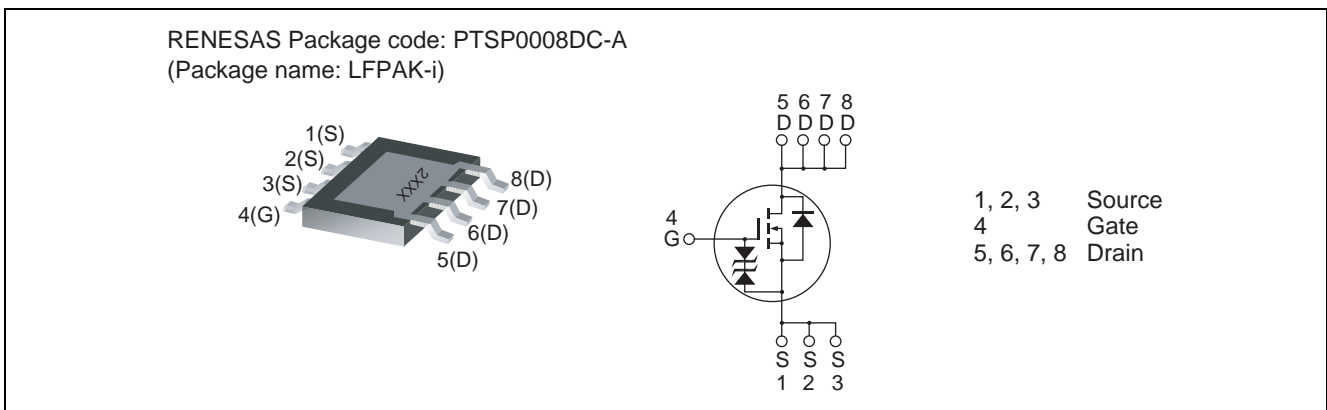 RENESAS Package code: PTSP0008DC-A
(Package name: LFPAK-i)
1(S)
2(S)
3(S)
4(G)
2XXX
8(D)
7(D)
6(D)
5(D)
5 6 7 8
D D D D
4
G
S S S
1 2 3
1, 2, 3 Source
4 Gate
5, 6, 7, 8 Drain